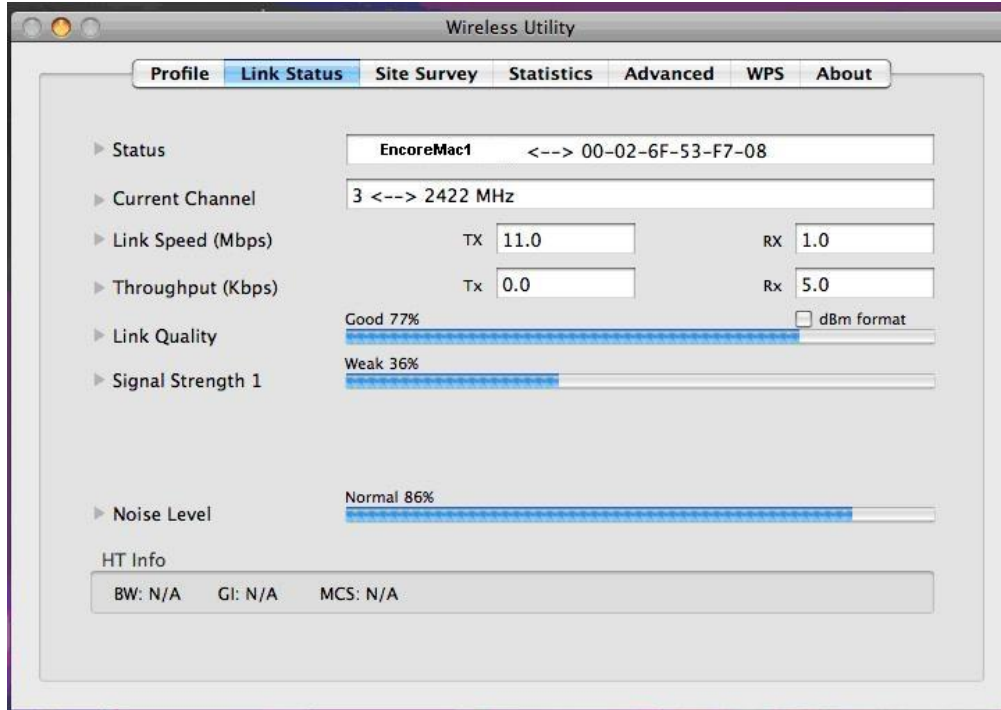 Wireless Utility
Profile Link Status Site Survey Statistics Advanced WPS About
Status EncoreMac1 <--> 00-02-6F-53-F7-08
Current Channel 3 <--> 2422 MHz
Link Speed (Mbps) TX 11.0 RX 1.0
Throughput (Kbps) Tx 0.0 Rx 5.0
Good 77% dBm format
Link Quality
Weak 36%
Signal Strength 1
Normal 86%
Noise Level
HT Info
BW: N/A GI: N/A MCS: N/A